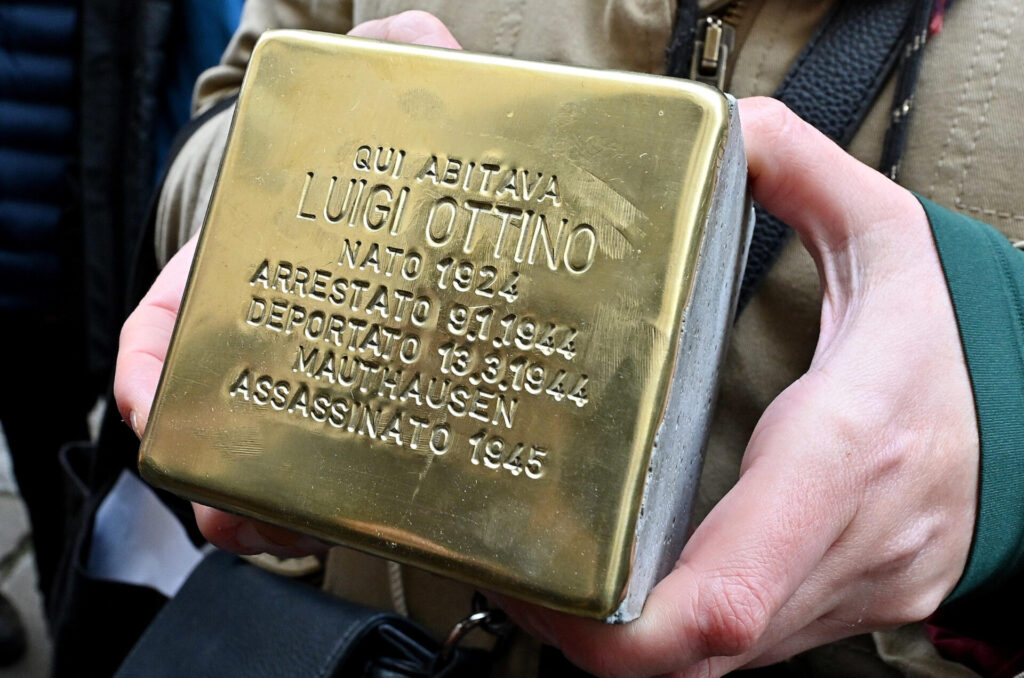 QUI ABITAVA
LUIGI OTTINO
NATO 1924
ARRESTATO 9.1.1944
DEPORTATO 13.3.1944
MAUTHAUSEN
ASSASSINATO 1945